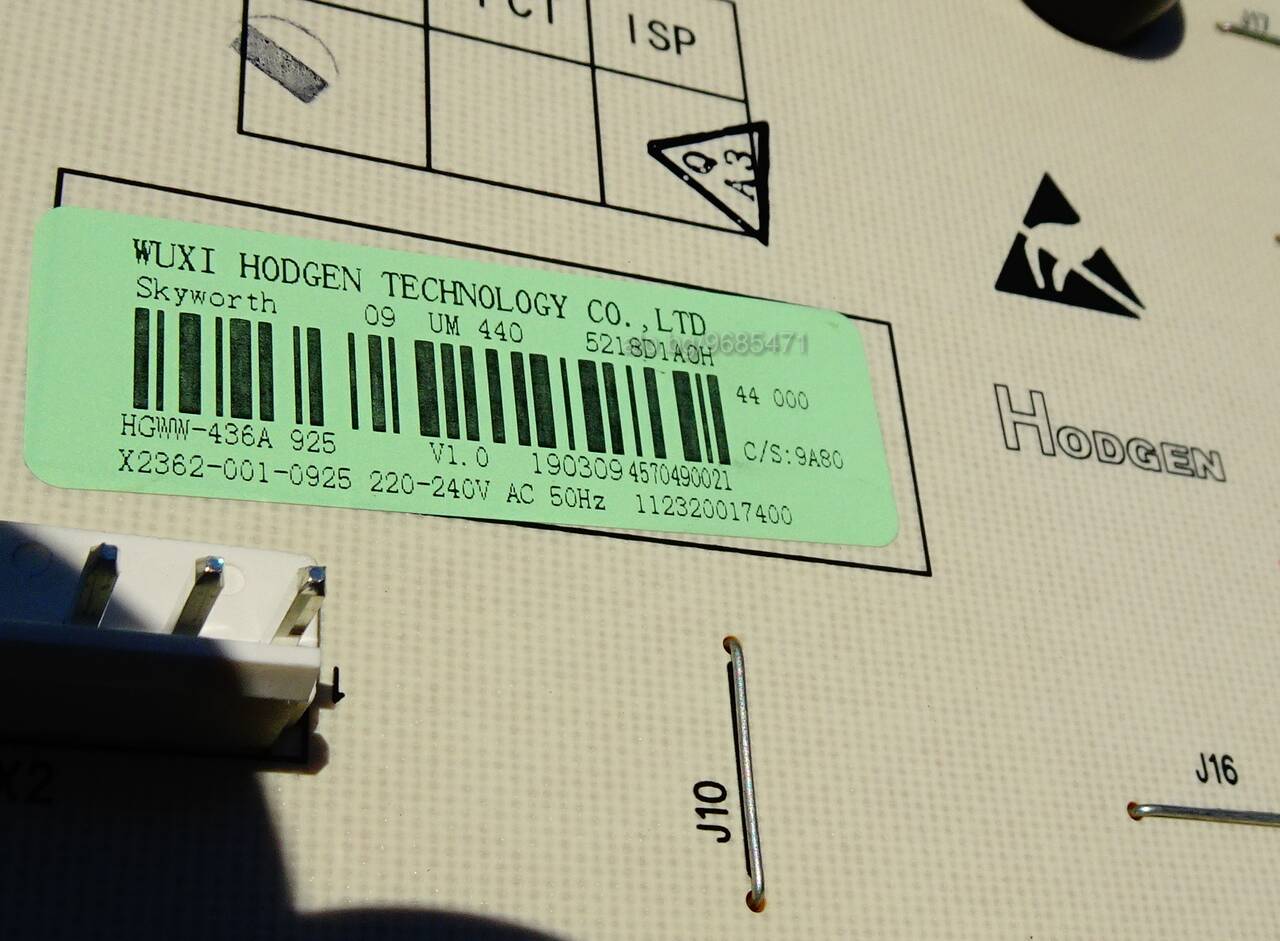 ISP
Q
A3
WUXI HODGEN TECHNOLOGY CO.,LTD
Skyworth 09 UM 440 5218D1A0H
44 000
HGWW-436A 925 V1.0 190309 4570490021 C/S:9A80
X2362-001-0925 220-240V AC 50Hz 112320017400
HODGEN
J10
J16
X2